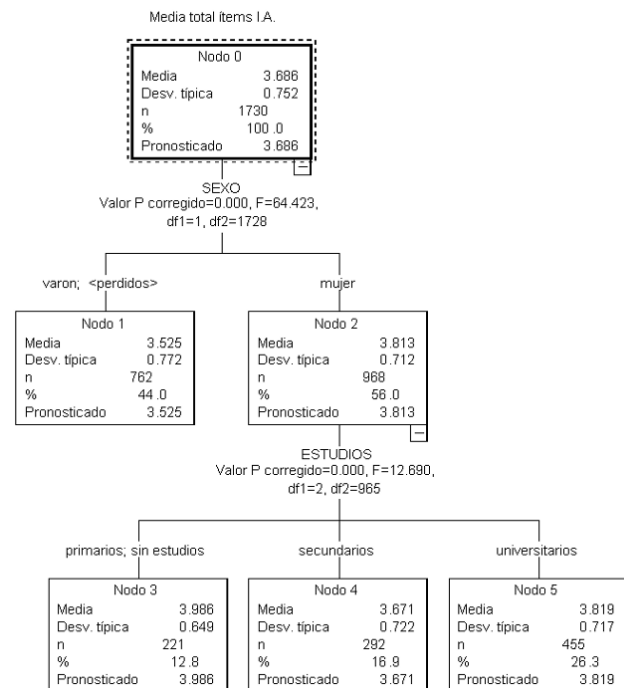 Media total ítems I.A.
Nodo 0
Media 3.686
Desv. típica 0.752
n 1730
% 100 .0
Pronosticado 3.686
SEXO
Valor P corregido=0.000, F=64.423,
df1=1, df2=1728
varon; <perdidos>
mujer
Nodo 1
Media 3.525
Desv. típica 0.772
n 762
% 44 .0
Pronosticado 3.525
Nodo 2
Media 3.813
Desv. típica 0.712
n 968
% 56 .0
Pronosticado 3.813
ESTUDIOS
Valor P corregido=0.000, F=12.690,
df1=2, df2=965
primarios; sin estudios
secundarios
universitarios
Nodo 3
Media 3.986
Desv. típica 0.649
n 221
% 12.8
Pronosticado 3.986
Nodo 4
Media 3.671
Desv. típica 0.722
n 292
% 16.9
Pronosticado 3.671
Nodo 5
Media 3.819
Desv. típica 0.717
n 455
% 26.3
Pronosticado 3.819